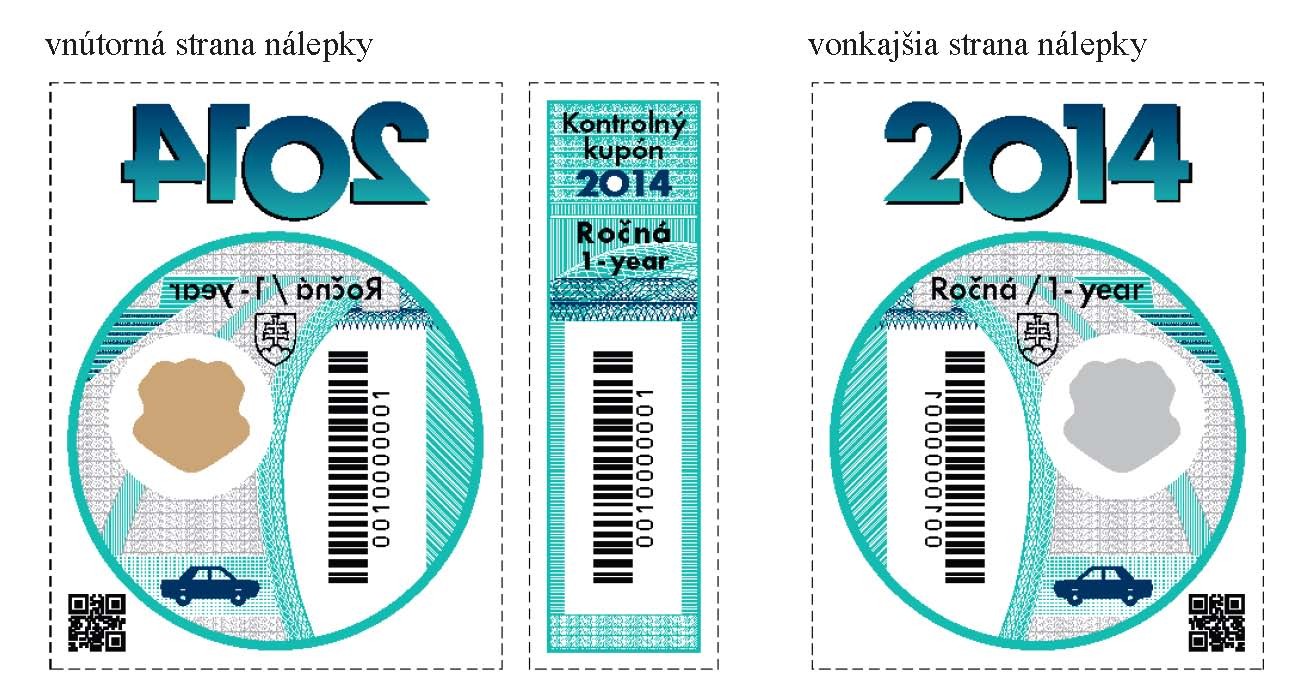 vnútorná strana nálepky
2014
Ročná / 1 - year
0010000001
Kontrolný
kupón
2014
Ročná
1 - year
0010000001
vonkajšia strana nálepky
2014
Ročná / 1 - year
0010000001